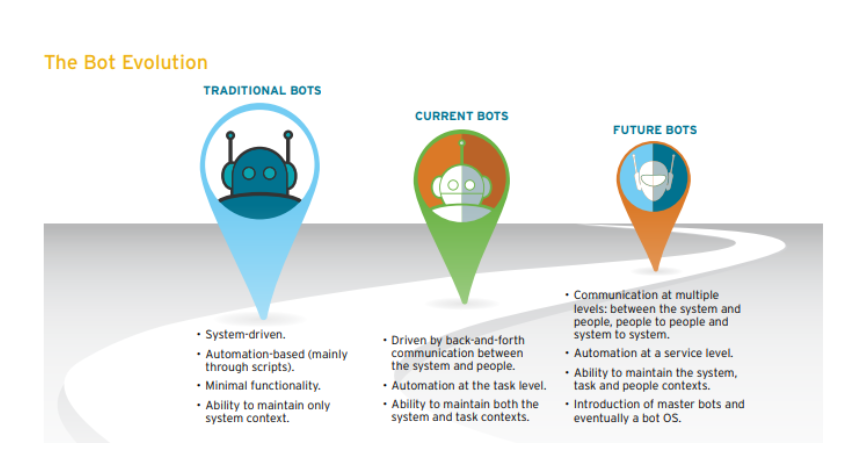 The Bot Evolution
TRADITIONAL BOTS
• System-driven.
• Automation-based (mainly
through scripts).
• Minimal functionality.
• Ability to maintain only
system context.
CURRENT BOTS
• Driven by back-and-forth
communication between
the system and people.
• Automation at the task level.
• Ability to maintain both the
system and task contexts.
FUTURE BOTS
• Communication at multiple
levels: between the system and
people, people to people and
system to system.
• Automation at a service level.
• Ability to maintain the system,
task and people contexts.
• Introduction of master bots and
eventually a bot OS.